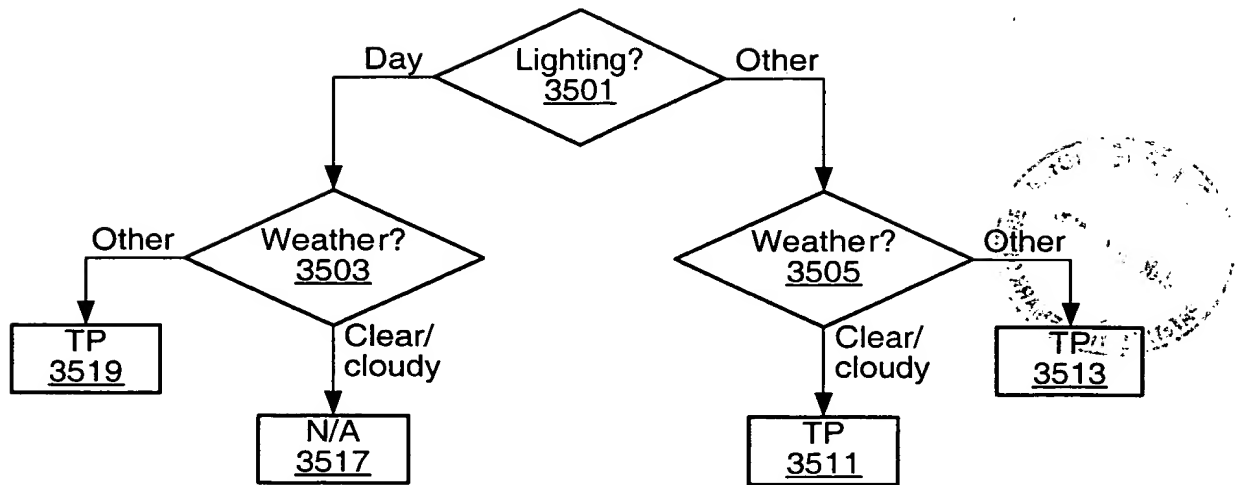 Lighting?
3501
Day
Other
Weather?
3503
Other
Clear/
cloudy
Weather?
3505
Other
Clear/
cloudy
TP
3519
N/A
3517
TP
3511
TP
3513